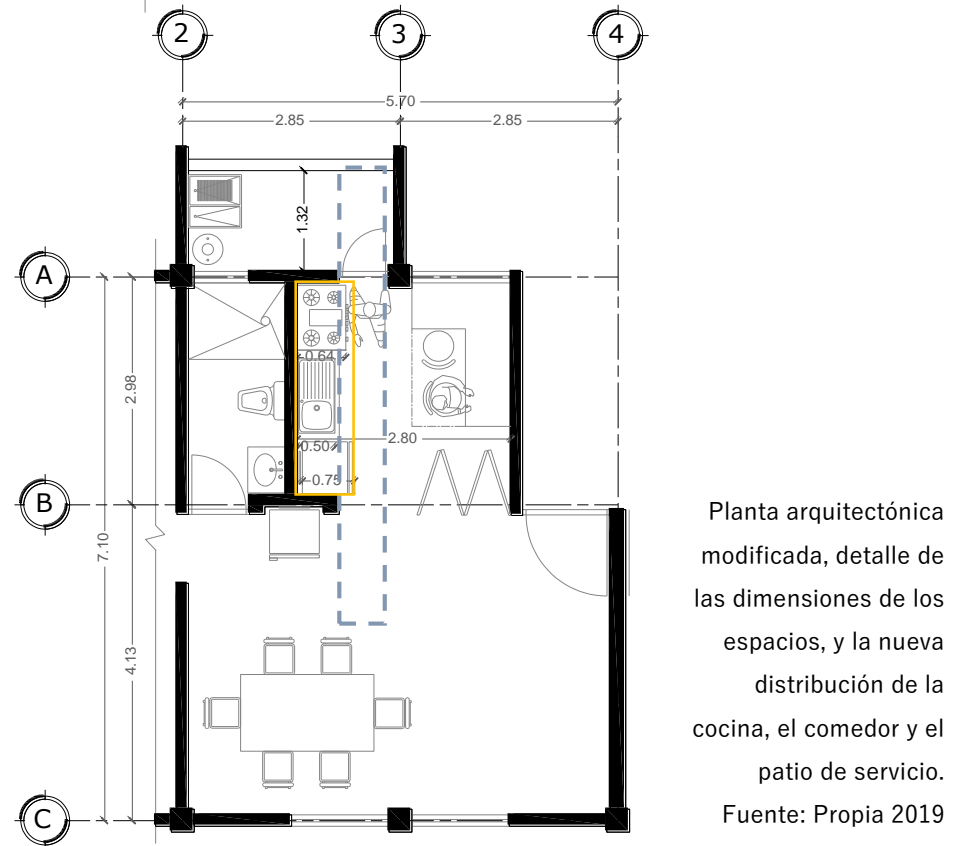 2 3 4
5.70
2.85 2.85
1.32
A
2.98
0.64
2.80
0.50
0.75
B
7.10
4.13
C
Planta arquitectónica
modificada, detalle de
las dimensiones de los
espacios, y la nueva
distribución de la
cocina, el comedor y el
patio de servicio.
Fuente: Propia 2019